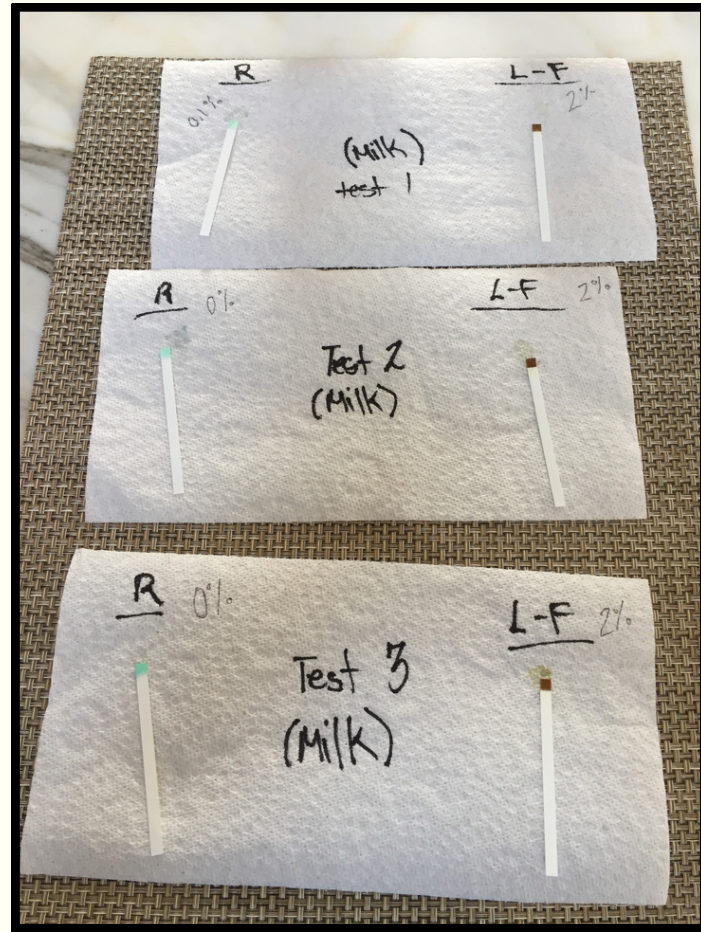 R L-F
0.1% 2%
(Milk)
test 1
R 0% L-F 2%
Test 2
(Milk)
R 0% L-F 2%
Test 3
(Milk)